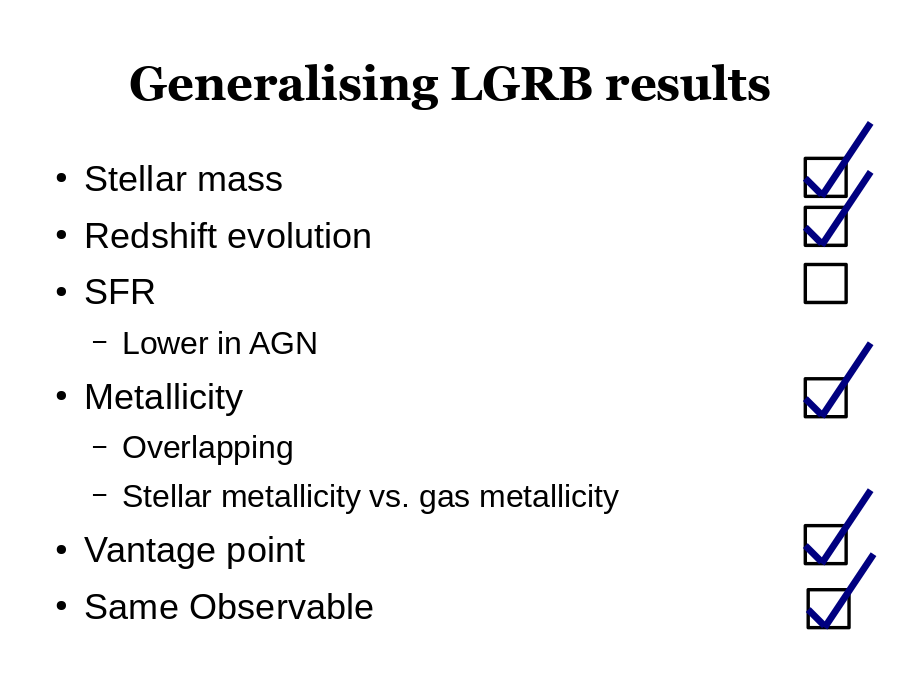 Generalising LGRB results
• Stellar mass
• Redshift evolution
• SFR
– Lower in AGN
• Metallicity
– Overlapping
– Stellar metallicity vs. gas metallicity
• Vantage point
• Same Observable